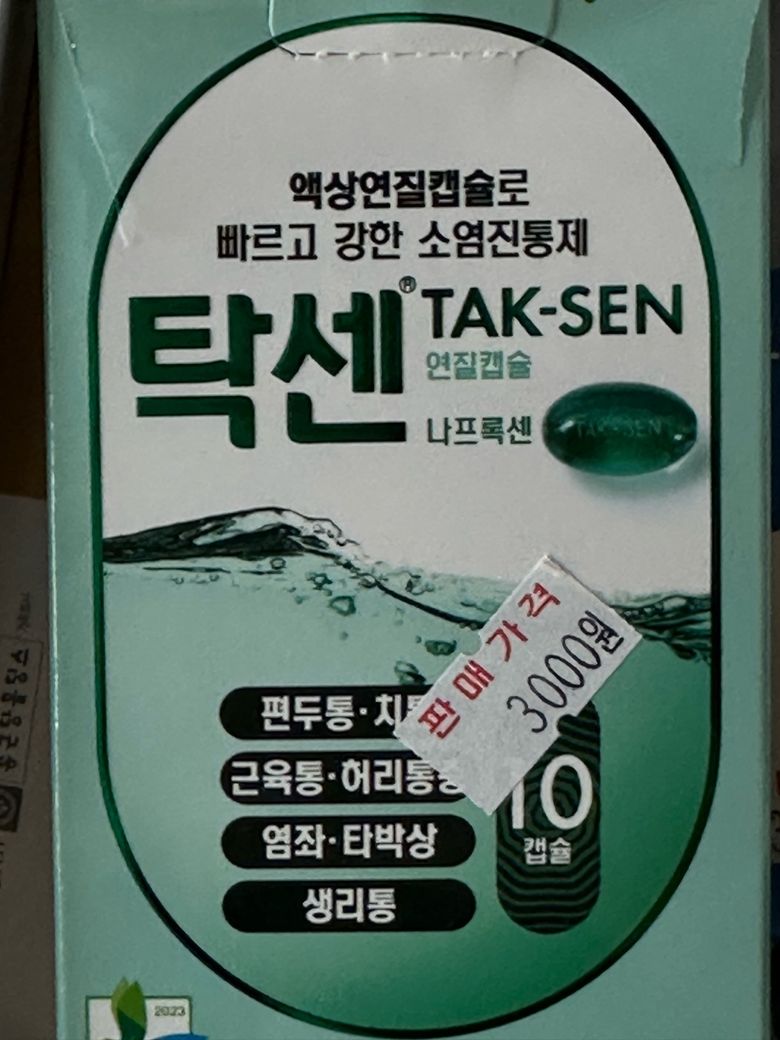 액상연질캡슐로
빠르고 강한 소염진통제
탁센® TAK-SEN
연질캡슐
나프록센
TAK-SEN
판매가격
3000원
편두통·치
근육통·허리통
염좌·타박상
생리통
10
캡슐
2023